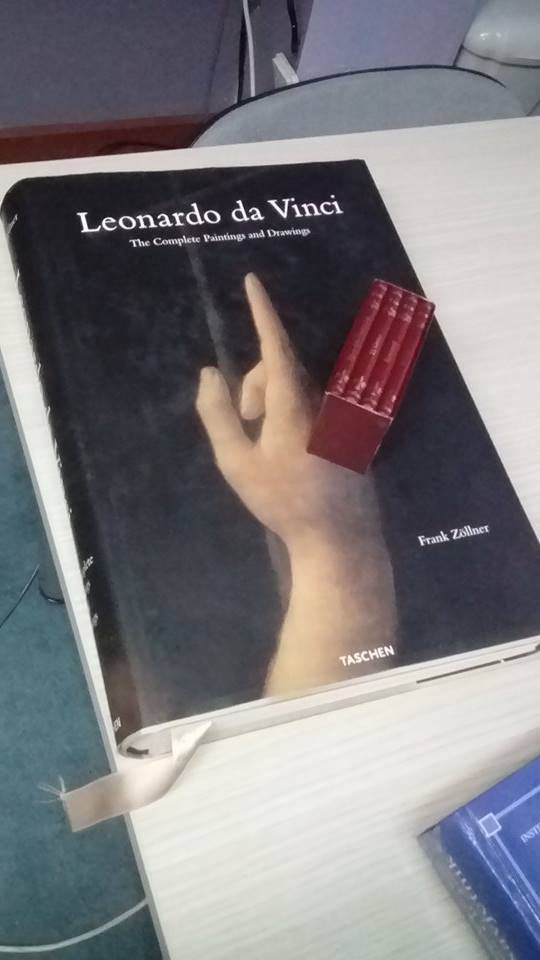 Leonardo da Vinci
The Complete Paintings and Drawings
Frank Zöllner
TASCHEN